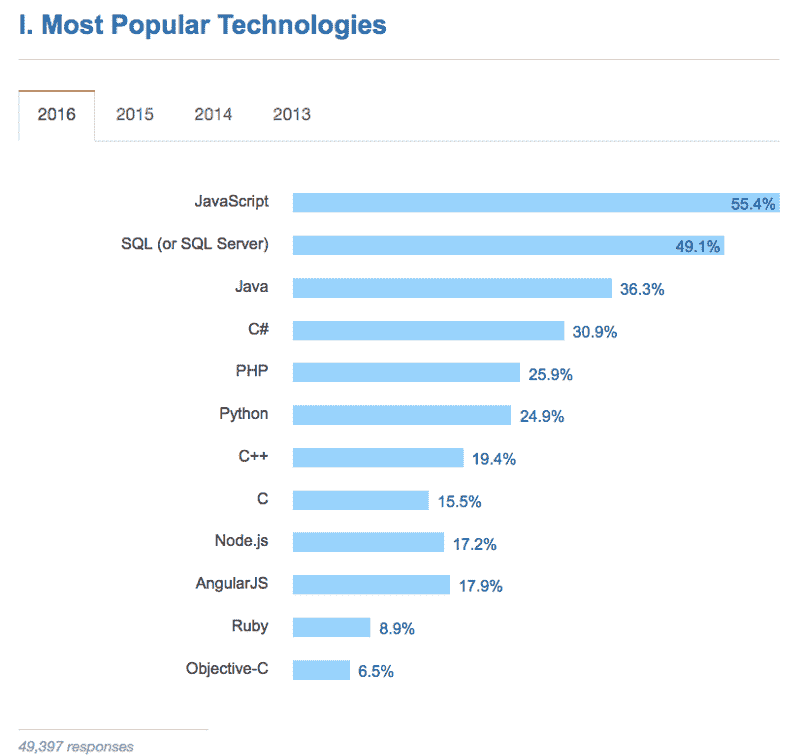 I. Most Popular Technologies
2016 2015 2014 2013
JavaScript 55.4%
SQL (or SQL Server) 49.1%
Java 36.3%
C# 30.9%
PHP 25.9%
Python 24.9%
C++ 19.4%
C 15.5%
Node.js 17.2%
AngularJS 17.9%
Ruby 8.9%
Objective-C 6.5%
49,397 responses